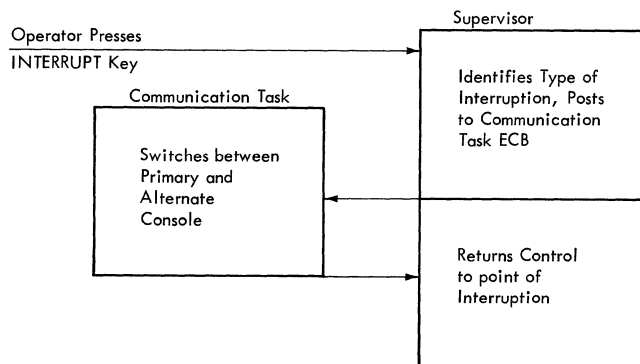 Supervisor
Operator Presses
INTERRUPT Key
Identifies Type of
Interruption, Posts
to Communication
Task ECB
Communication Task
Switches between
Primary and
Alternate
Console
Returns Control
to point of
Interruption